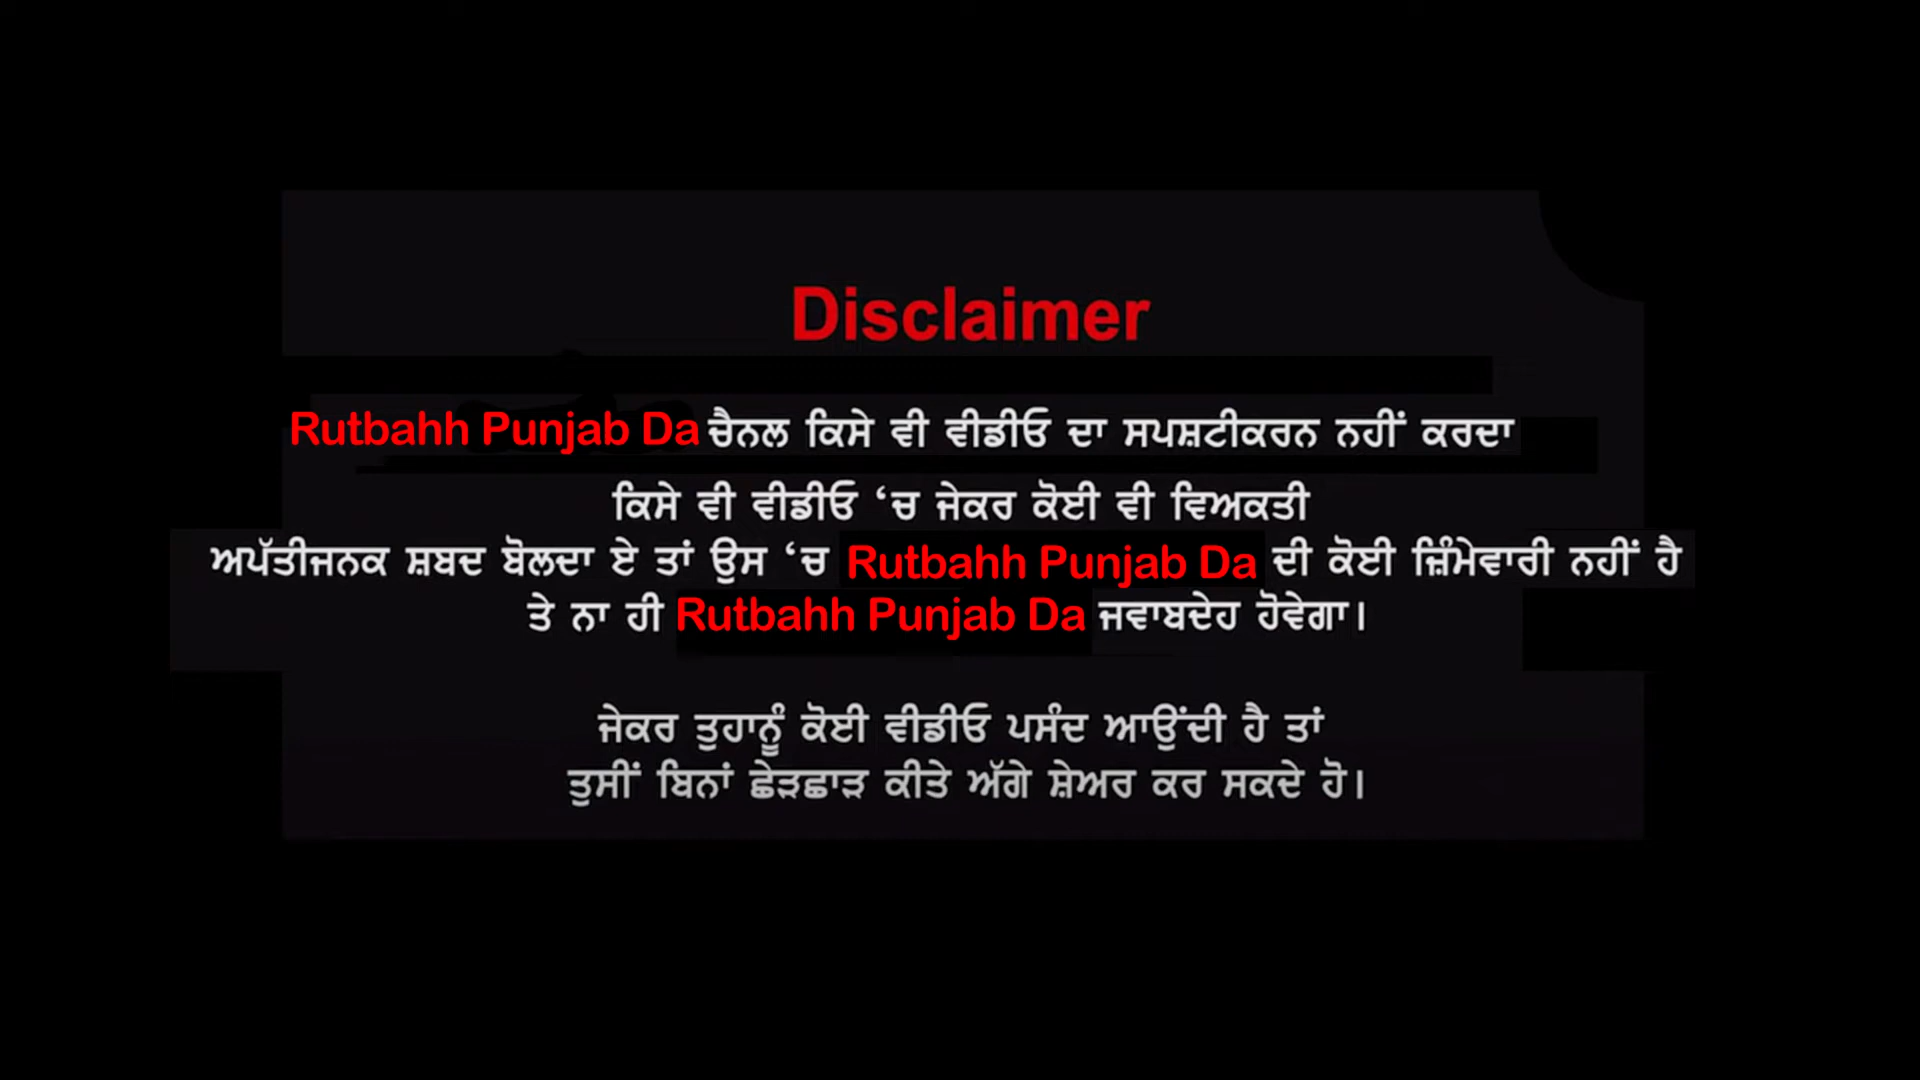 Disclaimer
Rutbahh Punjab Da ਚੈਨਲ ਕਿਸੇ ਵੀ ਵੀਡੀਓ ਦਾ ਸਪਸ਼ਟੀਕਰਨ ਨਹੀਂ ਕਰਦਾ
ਕਿਸੇ ਵੀ ਵੀਡੀਓ ‘ਚ ਜੇਕਰ ਕੋਈ ਵੀ ਵਿਅਕਤੀ
ਅਪੱਤੀਜਨਕ ਸ਼ਬਦ ਬੋਲਦਾ ਏ ਤਾਂ ਉਸ ‘ਚ Rutbahh Punjab Da ਦੀ ਕੋਈ ਜ਼ਿੰਮੇਵਾਰੀ ਨਹੀਂ ਹੈ
ਤੇ ਨਾ ਹੀ Rutbahh Punjab Da ਜਵਾਬਦੇਹ ਹੋਵੇਗਾ।
ਜੇਕਰ ਤੁਹਾਨੂੰ ਕੋਈ ਵੀਡੀਓ ਪਸੰਦ ਆਉਂਦੀ ਹੈ ਤਾਂ
ਤੁਸੀਂ ਬਿਨਾਂ ਛੇੜਛਾੜ ਕੀਤੇ ਅੱਗੇ ਸ਼ੇਅਰ ਕਰ ਸਕਦੇ ਹੋ।